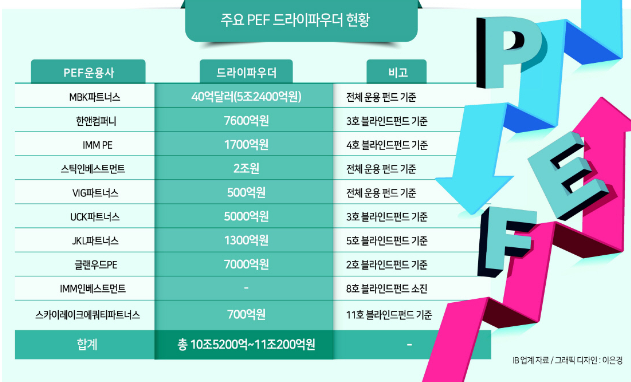 주요 PEF 드라이파우더 현황
PEF운용사 드라이파우더 비고
MBK파트너스 40억달러(5조2400억원) 전체 운용 펀드 기준
한앤컴퍼니 7600억원 3호 블라인드펀드 기준
IMM PE 1700억원 4호 블라인드펀드 기준
스틱인베스트먼트 2조원 전체 운용 펀드 기준
VIG파트너스 500억원 전체 운용 펀드 기준
UCK파트너스 5000억원 3호 블라인드펀드 기준
JKL파트너스 1300억원 5호 블라인드펀드 기준
글랜우드PE 7000억원 2호 블라인드펀드 기준
IMM인베스트먼트 - 8호 블라인드펀드 소진
스카이레이크에쿼티파트너스 700억원 11호 블라인드펀드 기준
합계 총 10조5200억~11조200억원 -
PEF
IB 업계 자료 / 그래픽 디자인 : 이은경